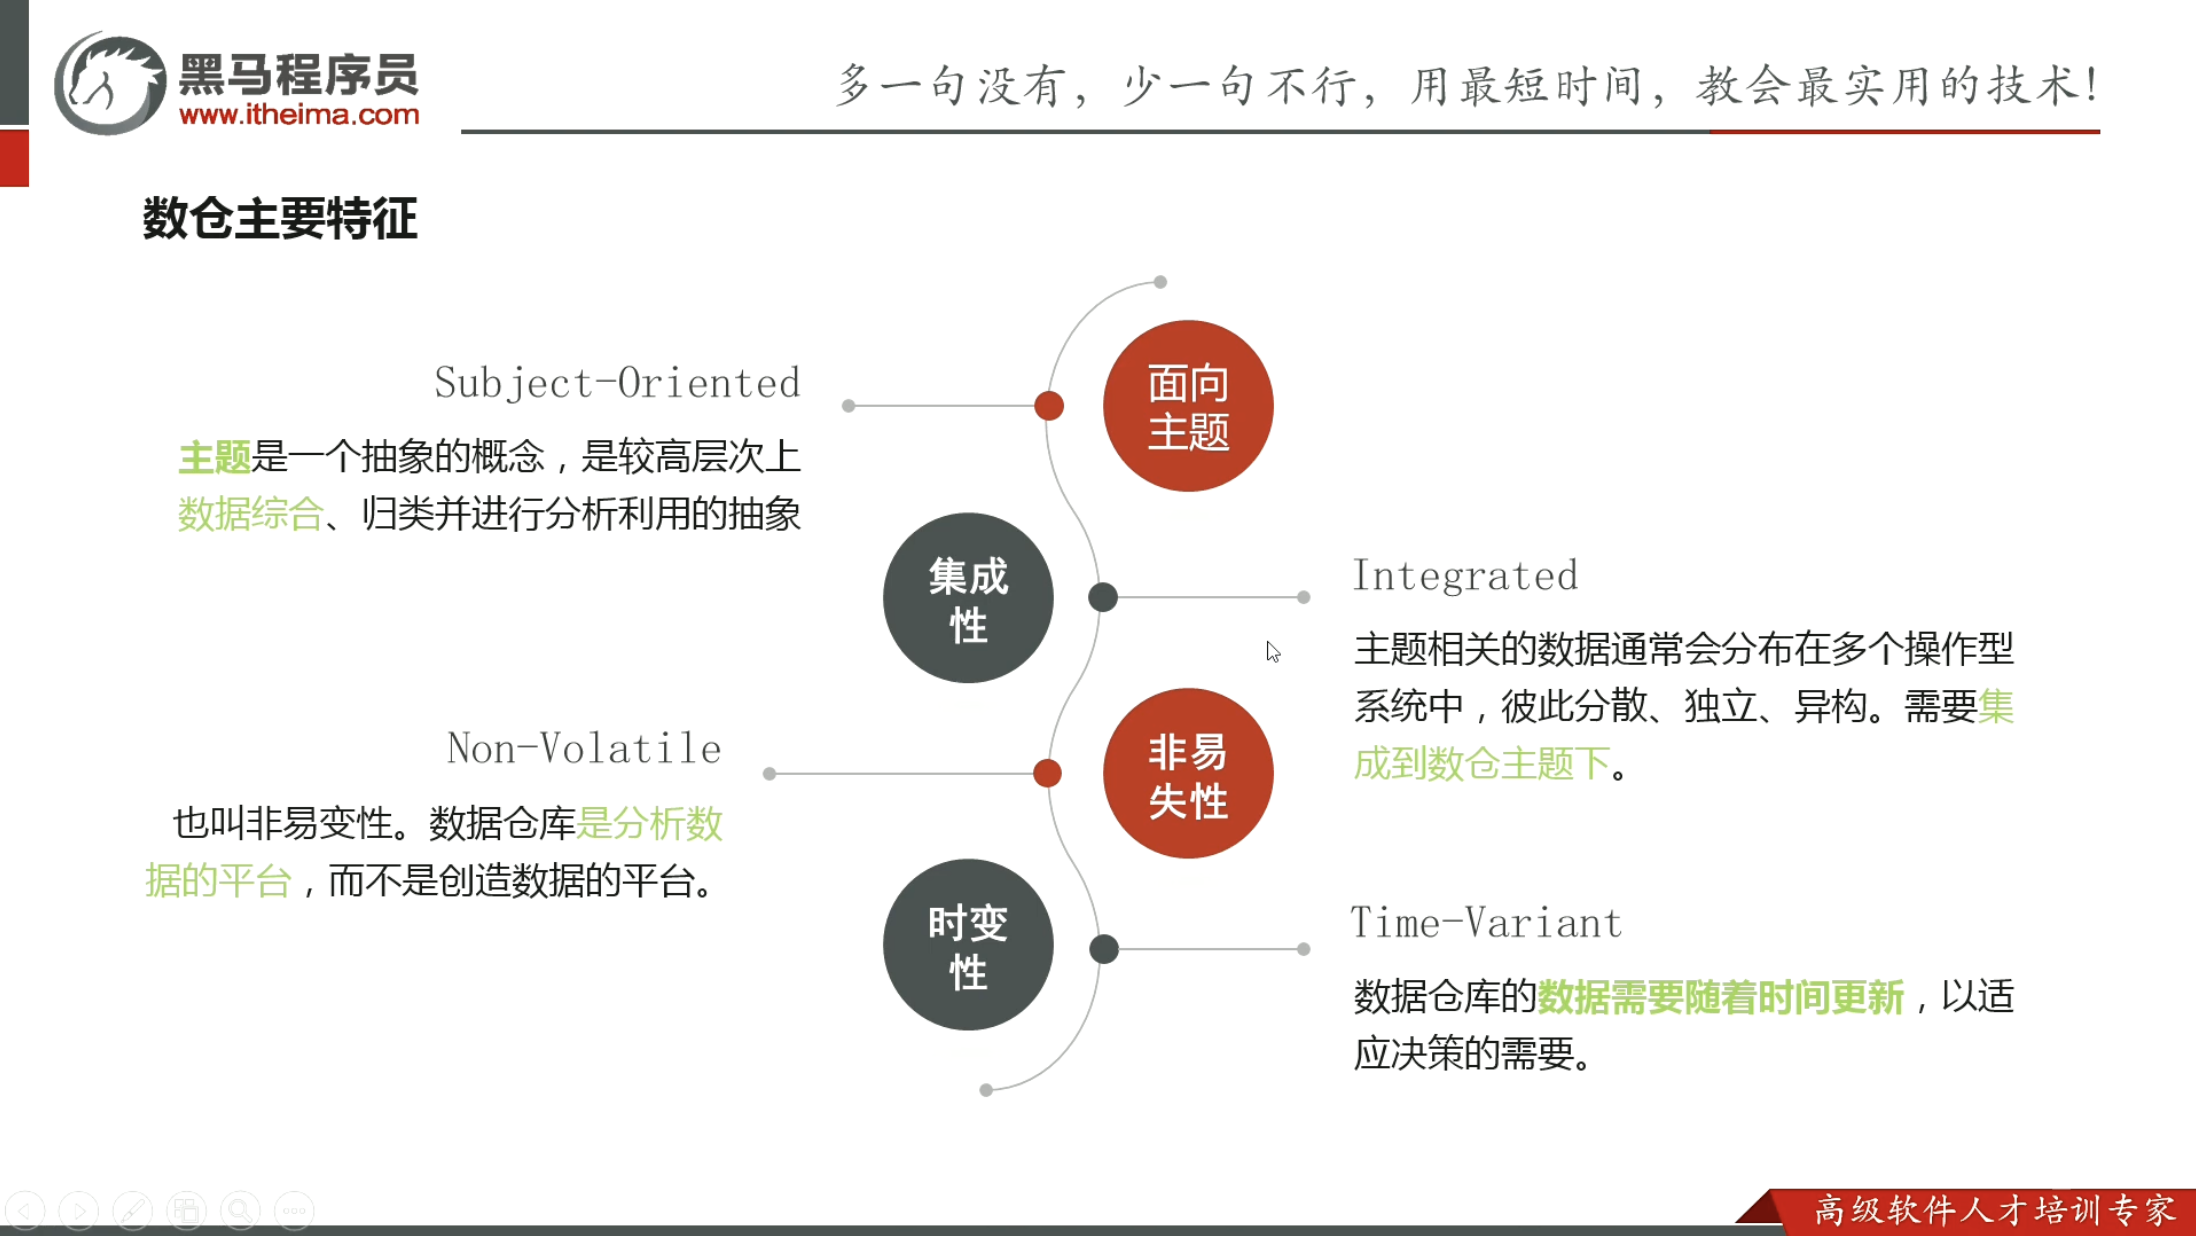 黑马程序员
www.itheima.com
多一句没有，少一句不行，用最短时间，教会最实用的技术！
数仓主要特征
面向
主题
Subject-Oriented
主题是一个抽象的概念，是较高层次上
数据综合、归类并进行分析利用的抽象
集成
性
Integrated
主题相关的数据通常会分布在多个操作型
系统中，彼此分散、独立、异构。需要集
成到数仓主题下。
非易
失性
Non-Volatile
也叫非易变性。数据仓库是分析数
据的平台，而不是创造数据的平台。
时变
性
Time-Variant
数据仓库的数据需要随着时间更新，以适
应决策的需要。
高级软件人才培训专家